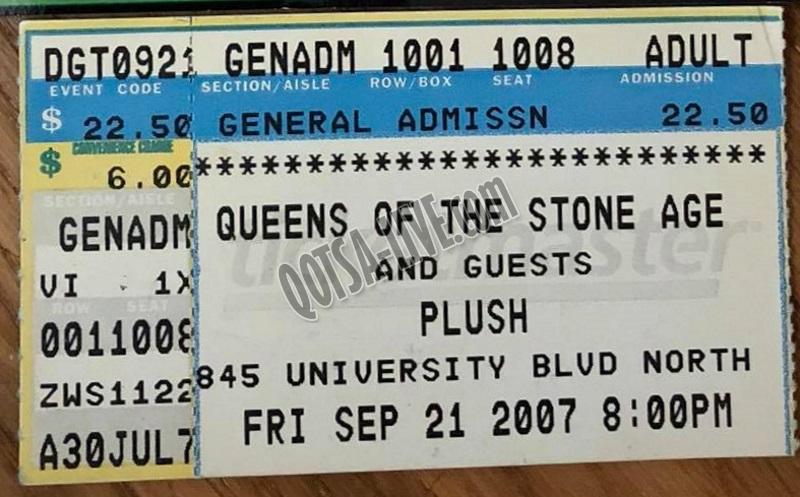 DGT0921 GENADM 1001 1008 ADULT
EVENT CODE SECTION/AISLE ROW/BOX SEAT ADMISSION
$ 22.50 GENERAL ADMISSN 22.50
CONVENIENCE CHARGE
$ 6.00
***************************
SECTION/AISLE
GENADM
QUEENS OF THE STONE AGE
ticketmaster
QOTSA-LIVE.com
AND GUESTS
VI 1X
ROW SEAT
PLUSH
0011008
845 UNIVERSITY BLVD NORTH
ZWS1122
FRI SEP 21 2007 8:00PM
A30JUL7